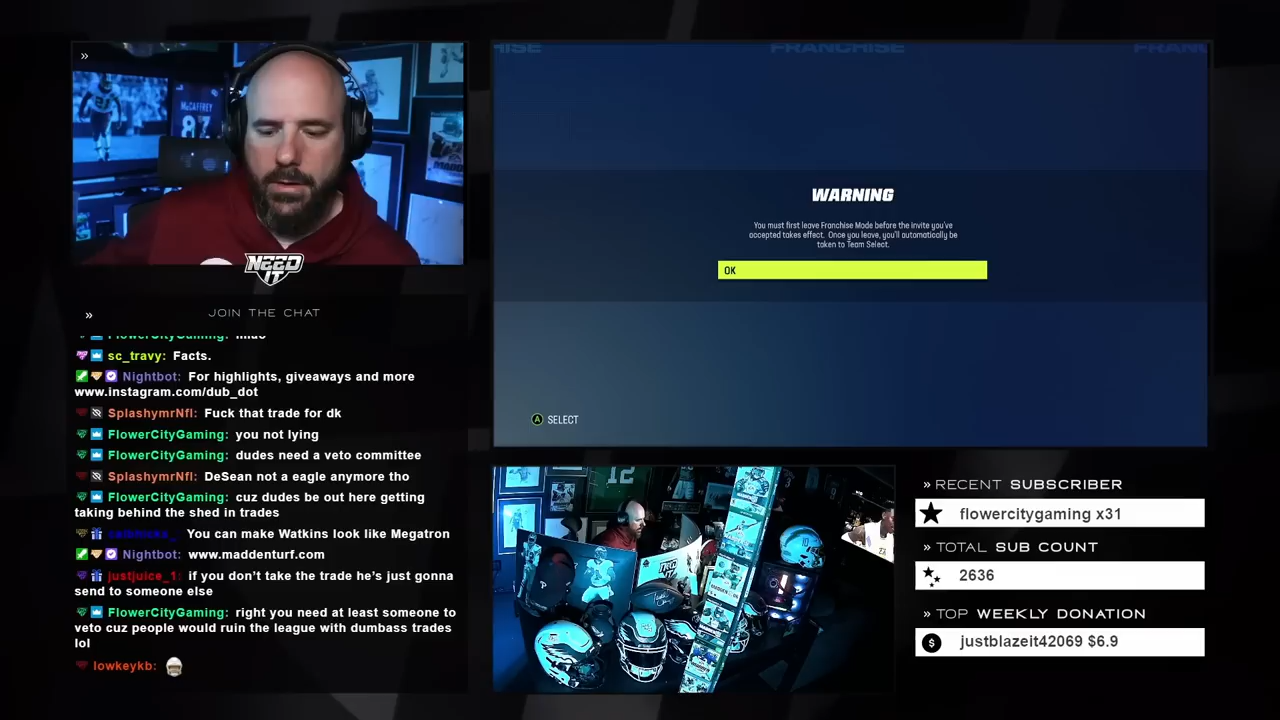 »
McCAFFREY
87
NEED IT
»
JOIN THE CHAT
FlowerCityGaming: lmao
sc_travy: Facts.
Nightbot: For highlights, giveaways and more
www.instagram.com/dub_dot
SplashymrNfl: Fuck that trade for dk
FlowerCityGaming: you not lying
FlowerCityGaming: dudes need a veto committee
SplashymrNfl: DeSean not a eagle anymore tho
FlowerCityGaming: cuz dudes be out here getting
taking behind the shed in trades
You can make Watkins look like Megatron
Nightbot: www.maddenturf.com
justjuice_1: if you don’t take the trade he’s just gonna
send to someone else
FlowerCityGaming: right you need at least someone to
veto cuz people would ruin the league with dumbass trades
lol
lowkeykb:
FRANCHISE
WARNING
You must first leave Franchise Mode before the invite you've
accepted takes effect. Once you leave, you'll automatically be
taken to Team Select.
OK
A SELECT
12
» RECENT SUBSCRIBER
flowercitygaming x31
» TOTAL SUB COUNT
2636
» TOP WEEKLY DONATION
$
justblazeit42069 $6.9